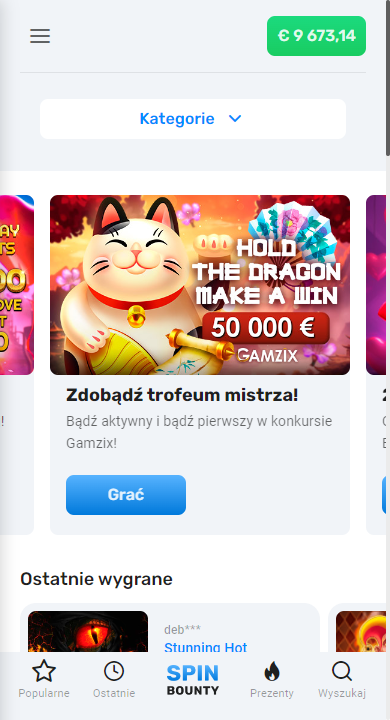 € 9 673,14
Kategorie
HOLD
THE DRAGON
MAKE A WIN
50 000 €
GAMZIX
Zdobądź trofeum mistrza!
Bądź aktywny i bądź pierwszy w konkursie
Gamzix!
Grać
Ostatnie wygrane
deb***
Stunning Hot
Popularne
Ostatnie
SPIN
BOUNTY
Prezenty
Wyszukaj